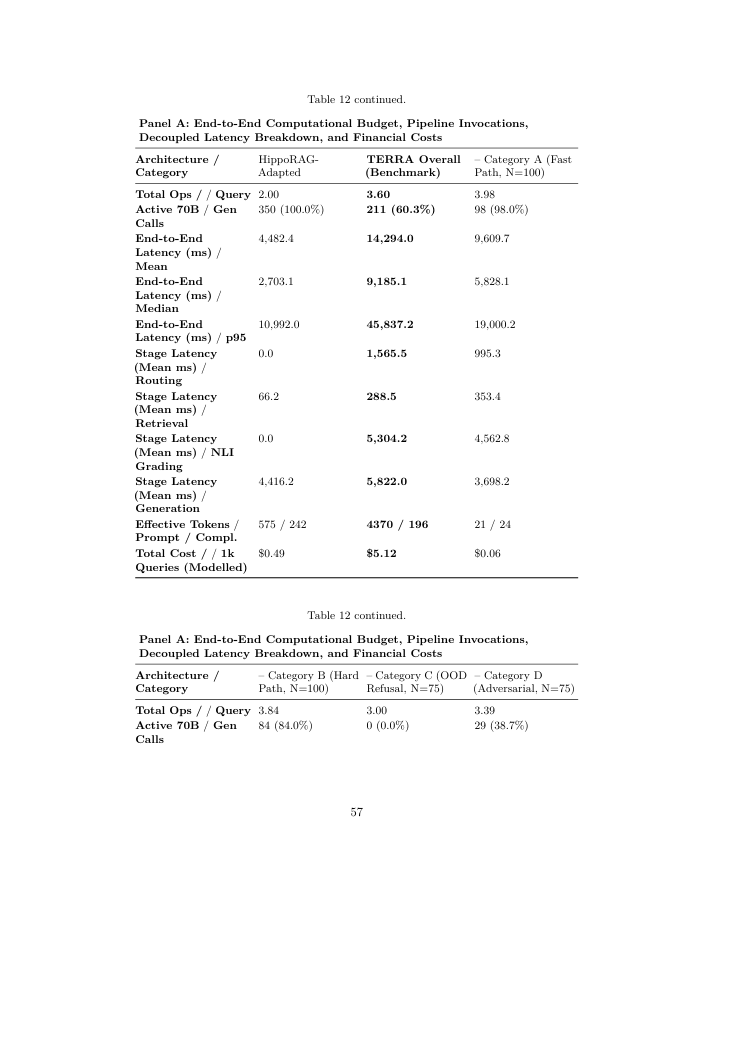 Table 12 continued.
Panel A: End-to-End Computational Budget, Pipeline Invocations,
Decoupled Latency Breakdown, and Financial Costs
Architecture / HippoRAG- TERRA Overall – Category A (Fast
Category Adapted (Benchmark) Path, N=100)
Total Ops / / Query 2.00 3.60 3.98
Active 70B / Gen 350 (100.0%) 211 (60.3%) 98 (98.0%)
Calls
End-to-End 4,482.4 14,294.0 9,609.7
Latency (ms) /
Mean
End-to-End 2,703.1 9,185.1 5,828.1
Latency (ms) /
Median
End-to-End 10,992.0 45,837.2 19,000.2
Latency (ms) / p95
Stage Latency 0.0 1,565.5 995.3
(Mean ms) /
Routing
Stage Latency 66.2 288.5 353.4
(Mean ms) /
Retrieval
Stage Latency 0.0 5,304.2 4,562.8
(Mean ms) / NLI
Grading
Stage Latency 4,416.2 5,822.0 3,698.2
(Mean ms) /
Generation
Effective Tokens / 575 / 242 4370 / 196 21 / 24
Prompt / Compl.
Total Cost / / 1k $0.49 $5.12 $0.06
Queries (Modelled)
Table 12 continued.
Panel A: End-to-End Computational Budget, Pipeline Invocations,
Decoupled Latency Breakdown, and Financial Costs
Architecture / – Category B (Hard – Category C (OOD – Category D
Category Path, N=100) Refusal, N=75) (Adversarial, N=75)
Total Ops / / Query 3.84 3.00 3.39
Active 70B / Gen 84 (84.0%) 0 (0.0%) 29 (38.7%)
Calls
57